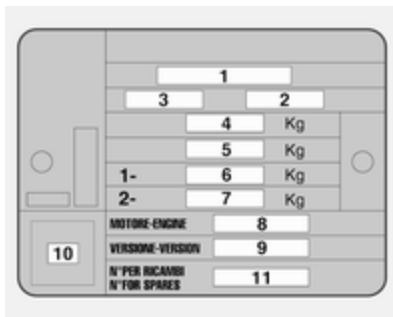 1
3 2
4 Kg
5 Kg
1- 6 Kg
2- 7 Kg
MOTORE-ENGINE 8
VERSIONE-VERSION 9
10
N° PER RICAMBI
N° FOR SPARES 11